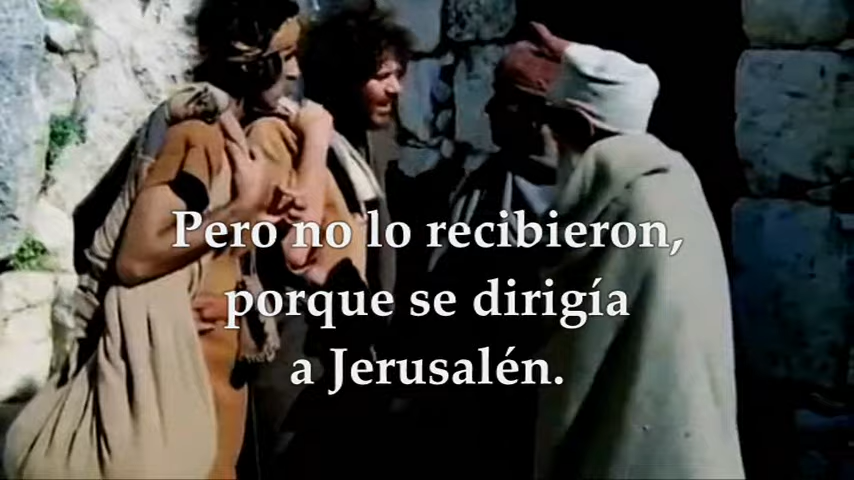 Pero no lo recibieron,
porque se dirigía
a Jerusalén.